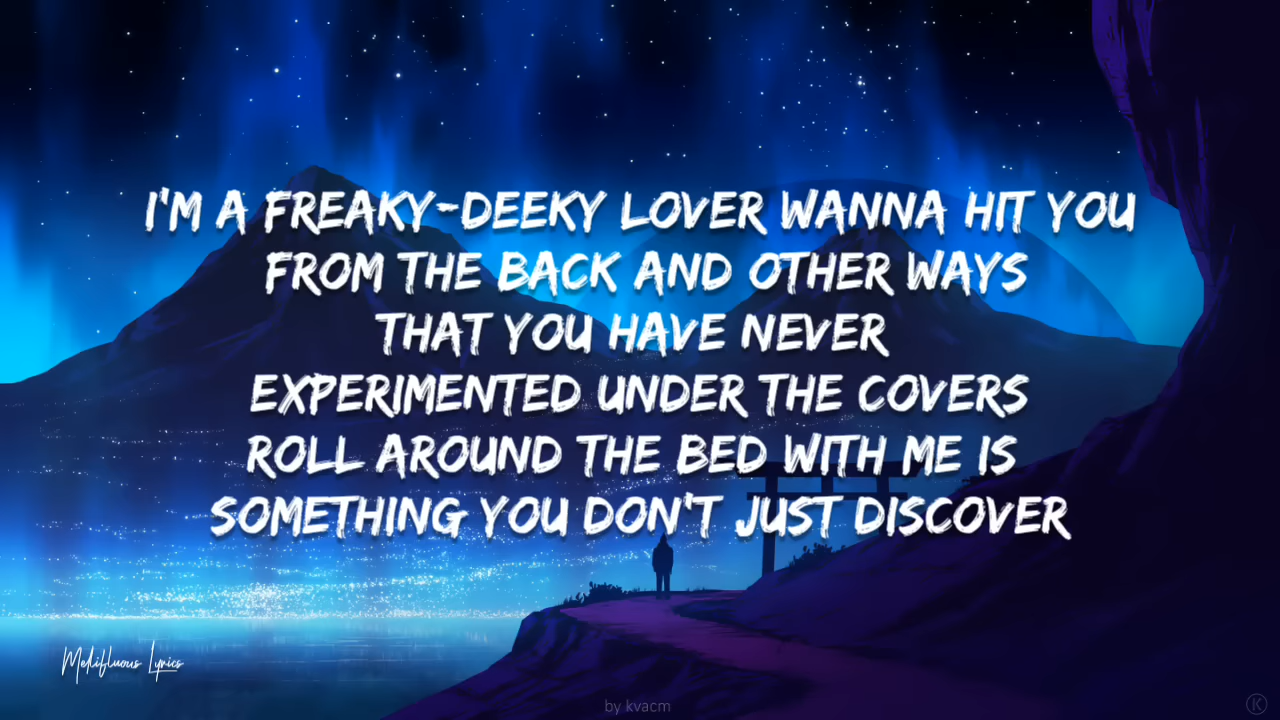 I'M A FREAKY-DEEKY LOVER WANNA HIT YOU
FROM THE BACK AND OTHER WAYS
THAT YOU HAVE NEVER
EXPERIMENTED UNDER THE COVERS
ROLL AROUND THE BED WITH ME IS
SOMETHING YOU DON'T JUST DISCOVER
Mellifluous Lyrics
by kvacm
K